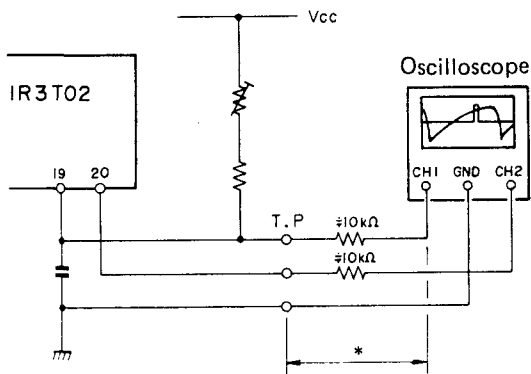 Vcc
IR3T02
Oscilloscope
19 20
CH1 GND CH2
T.P
≑10kΩ
≑10kΩ
*